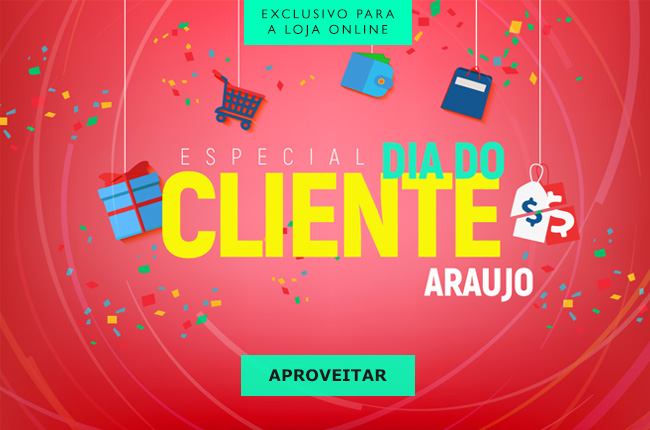 EXCLUSIVO PARA
A LOJA ONLINE
ESPECIAL DIA DO
CLIENTE
$ $
ARAUJO
APROVEITAR